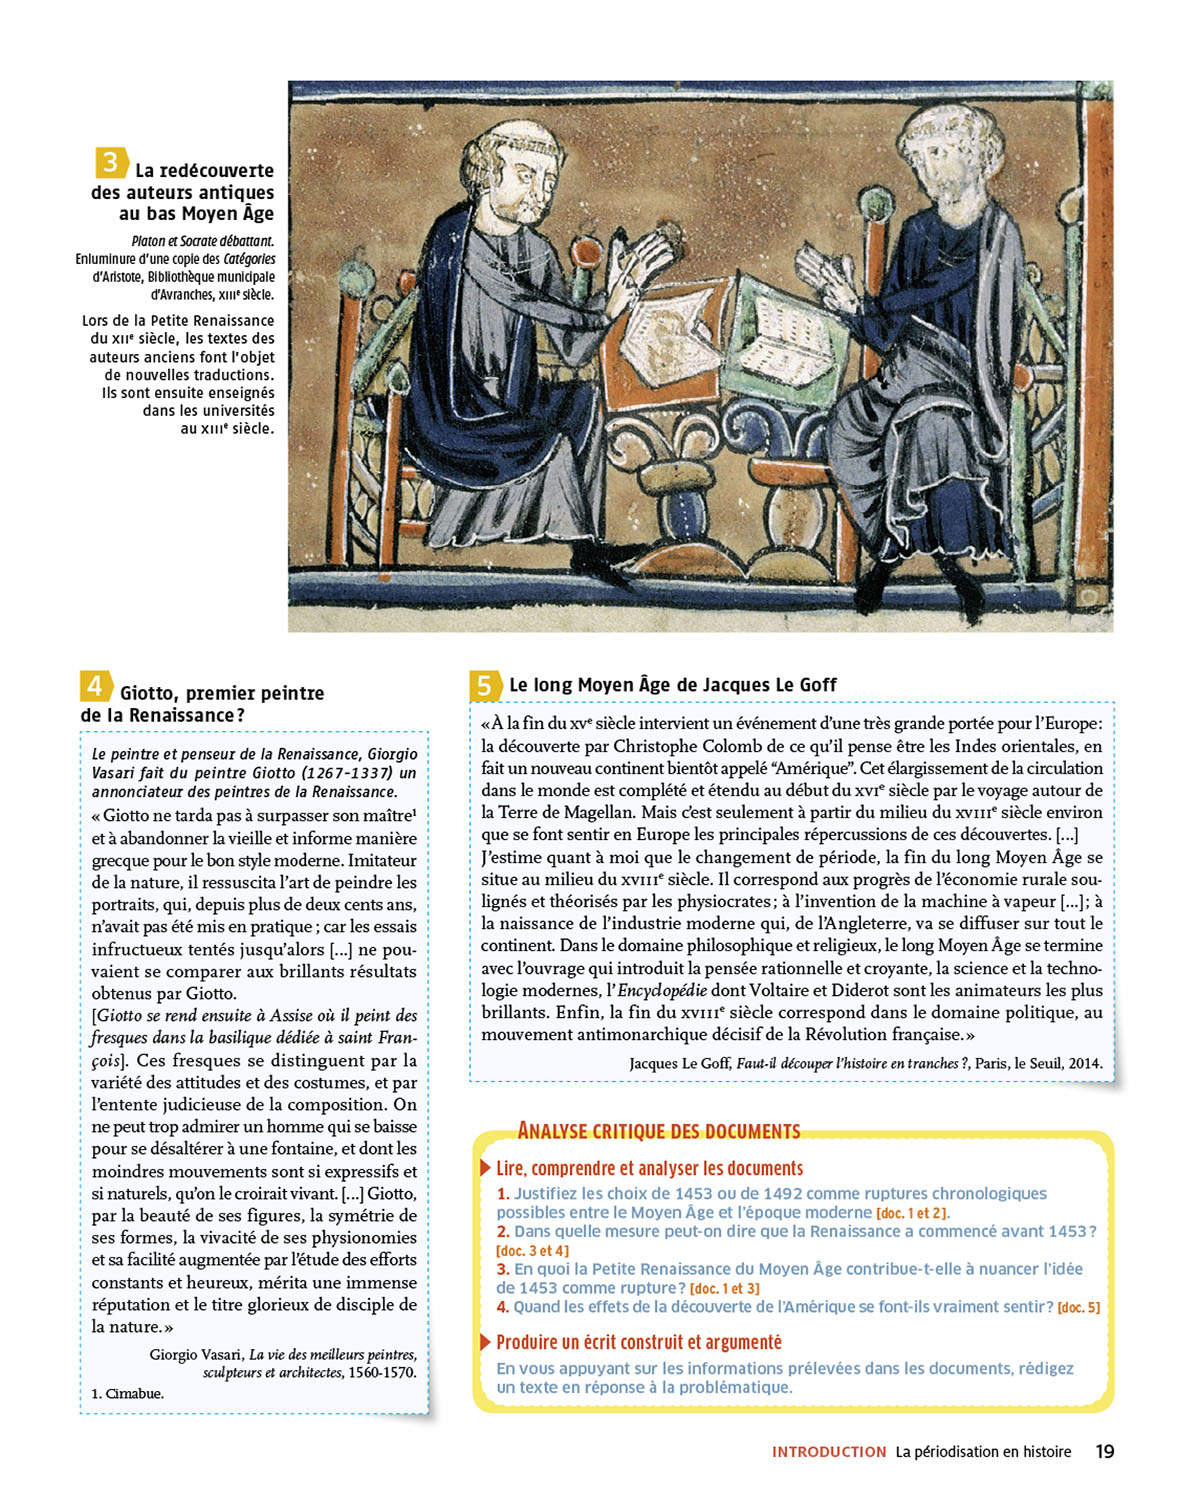 3 La redécouverte
des auteurs antiques
au bas Moyen Âge
Platon et Socrate débattant.
Enluminure d'une copie des Catégories
d'Aristote, Bibliothèque municipale
d'Avranches, XIIIe siècle.
Lors de la Petite Renaissance
du XIIe siècle, les textes des
auteurs anciens font l'objet
de nouvelles traductions.
Ils sont ensuite enseignés
dans les universités
au XIIIe siècle.
4 Giotto, premier peintre
de la Renaissance ?
Le peintre et penseur de la Renaissance, Giorgio
Vasari fait du peintre Giotto (1267-1337) un
annonciateur des peintres de la Renaissance.
« Giotto ne tarda pas à surpasser son maître1
et à abandonner la vieille et informe manière
grecque pour le bon style moderne. Imitateur
de la nature, il ressuscita l'art de peindre les
portraits, qui, depuis plus de deux cents ans,
n'avait pas été mis en pratique ; car les essais
infructueux tentés jusqu'alors [...] ne pou-
vaient se comparer aux brillants résultats
obtenus par Giotto.
[Giotto se rend ensuite à Assise où il peint des
fresques dans la basilique dédiée à saint Fran-
çois]. Ces fresques se distinguent par la
variété des attitudes et des costumes, et par
l'entente judicieuse de la composition. On
ne peut trop admirer un homme qui se baisse
pour se désaltérer à une fontaine, et dont les
moindres mouvements sont si expressifs et
si naturels, qu'on le croirait vivant. [...] Giotto,
par la beauté de ses figures, la symétrie de
ses formes, la vivacité de ses physionomies
et sa facilité augmentée par l'étude des efforts
constants et heureux, mérita une immense
réputation et le titre glorieux de disciple de
la nature. »
Giorgio Vasari, La vie des meilleurs peintres,
sculpteurs et architectes, 1560-1570.
1. Cimabue.
5 Le long Moyen Âge de Jacques Le Goff
« À la fin du XVe siècle intervient un événement d'une très grande portée pour l'Europe :
la découverte par Christophe Colomb de ce qu'il pense être les Indes orientales, en
fait un nouveau continent bientôt appelé “Amérique”. Cet élargissement de la circulation
dans le monde est complété et étendu au début du XVIe siècle par le voyage autour de
la Terre de Magellan. Mais c'est seulement à partir du milieu du XVIIIe siècle environ
que se font sentir en Europe les principales répercussions de ces découvertes. [...]
J'estime quant à moi que le changement de période, la fin du long Moyen Âge se
situe au milieu du XVIIIe siècle. Il correspond aux progrès de l'économie rurale sou-
lignés et théorisés par les physiocrates ; à l'invention de la machine à vapeur [...] ; à
la naissance de l'industrie moderne qui, de l'Angleterre, va se diffuser sur tout le
continent. Dans le domaine philosophique et religieux, le long Moyen Âge se termine
avec l'ouvrage qui introduit la pensée rationnelle et croyante, la science et la techno-
logie modernes, l'Encyclopédie dont Voltaire et Diderot sont les animateurs les plus
brillants. Enfin, la fin du XVIIIe siècle correspond dans le domaine politique, au
mouvement antimonarchique décisif de la Révolution française. »
Jacques Le Goff, Faut-il découper l'histoire en tranches ?, Paris, le Seuil, 2014.
ANALYSE CRITIQUE DES DOCUMENTS
Lire, comprendre et analyser les documents
1. Justifiez les choix de 1453 ou de 1492 comme ruptures chronologiques
possibles entre le Moyen Âge et l'époque moderne [doc. 1 et 2].
2. Dans quelle mesure peut-on dire que la Renaissance a commencé avant 1453 ?
[doc. 3 et 4]
3. En quoi la Petite Renaissance du Moyen Âge contribue-t-elle à nuancer l'idée
de 1453 comme rupture ? [doc. 1 et 3]
4. Quand les effets de la découverte de l'Amérique se font-ils vraiment sentir ? [doc. 5]
Produire un écrit construit et argumenté
En vous appuyant sur les informations prélevées dans les documents, rédigez
un texte en réponse à la problématique.
INTRODUCTION La périodisation en histoire 19